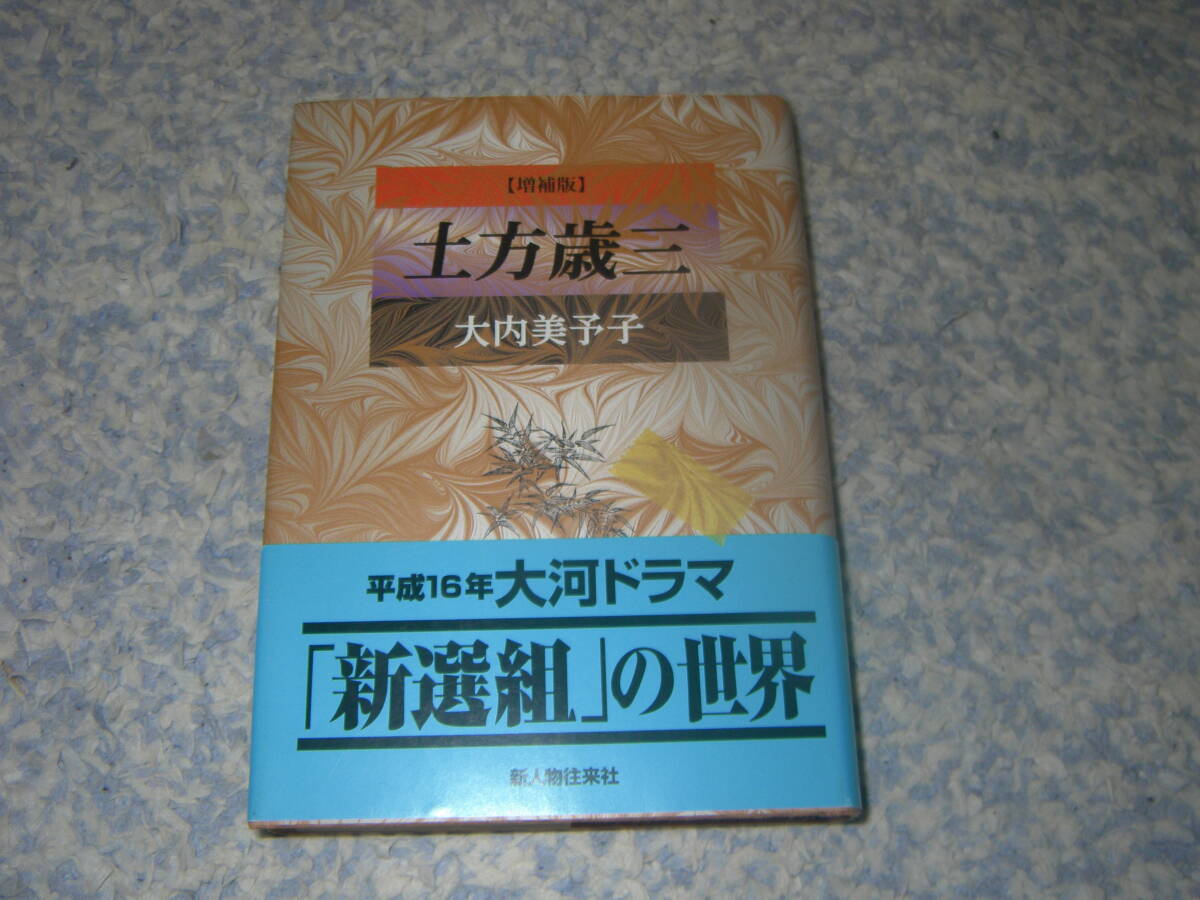 【増補版】
土方歳三
大内美予子
平成16年大河ドラマ
「新選組」の世界
新人物往来社